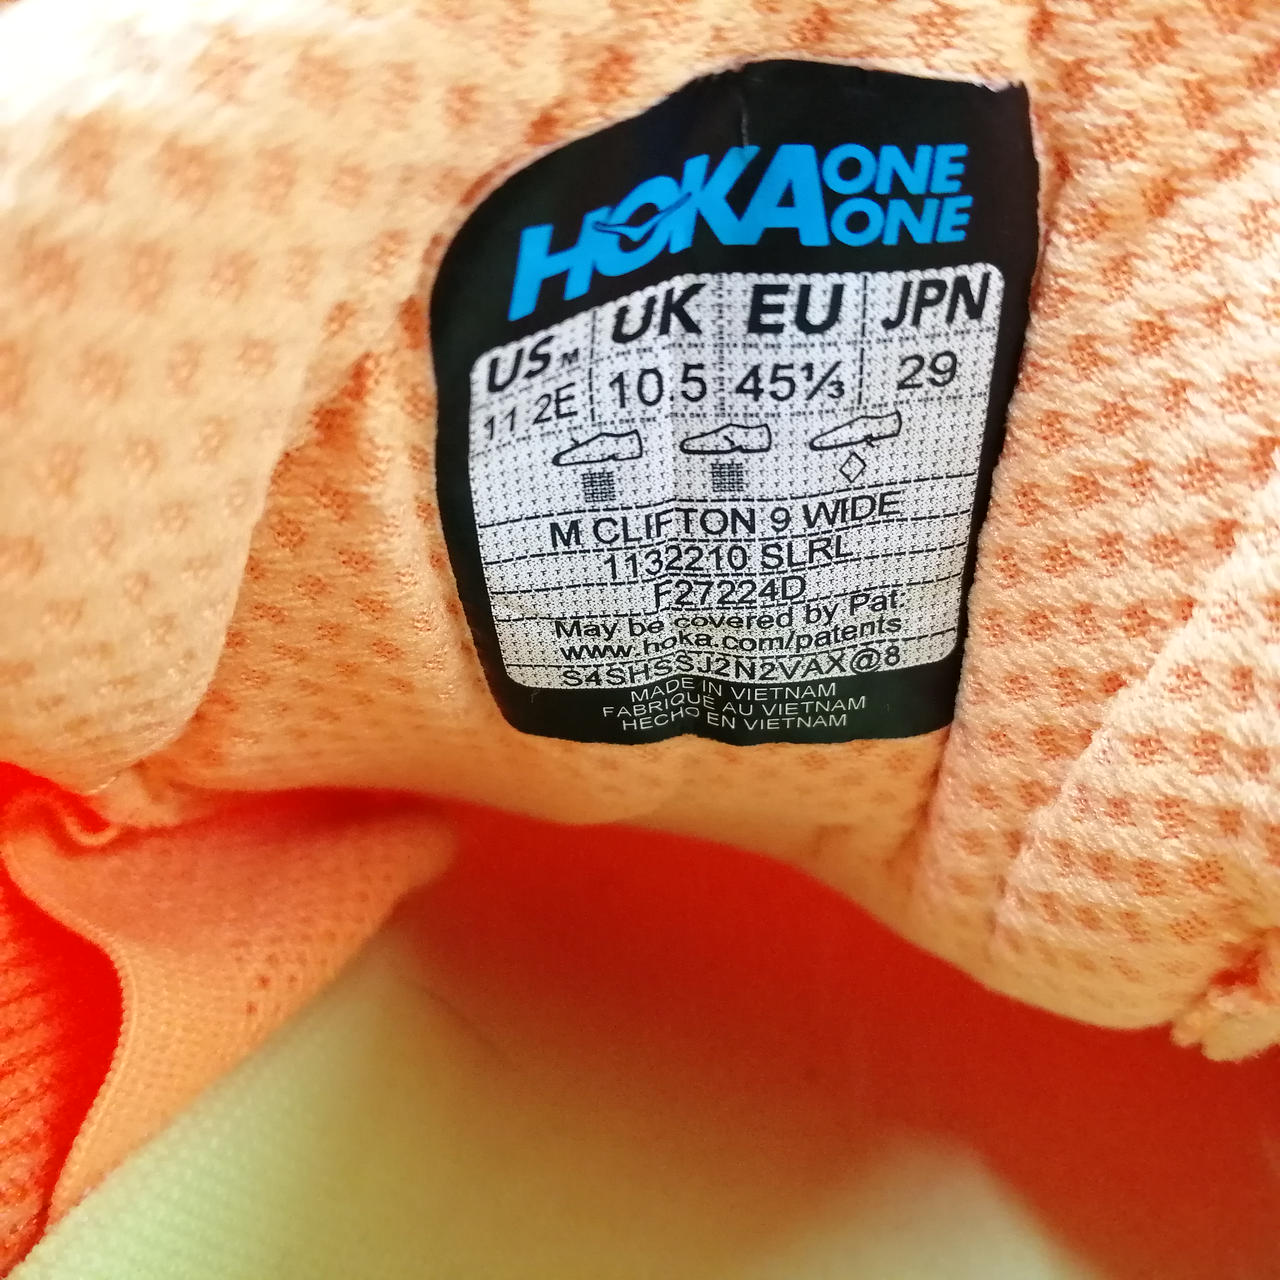 HOKA ONE ONE
US M UK EU JPN
11 2E 10.5 45⅓ 29
M CLIFTON 9 WIDE
1132210 SLRL
F27224D
May be covered by Pat:
www.hoka.com/patents
S4SHSSJ2N2VAX@8
MADE IN VIETNAM
FABRIQUÉ AU VIETNAM
HECHO EN VIETNAM